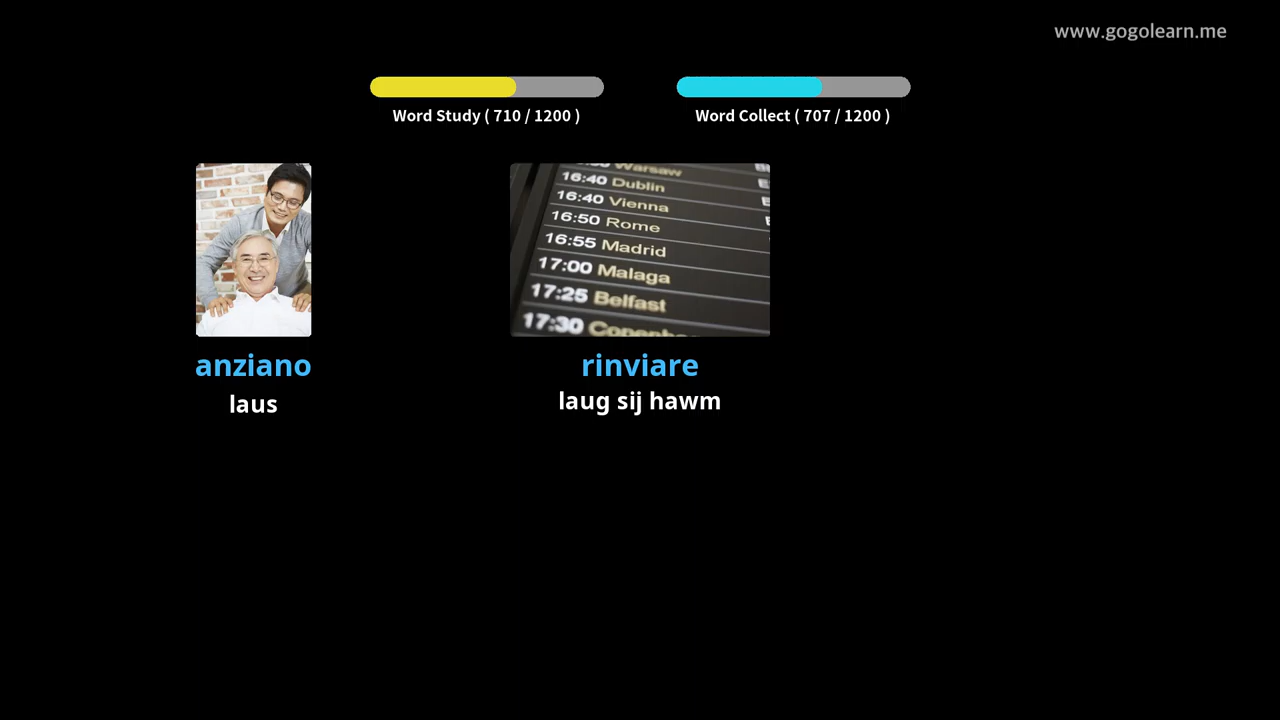 www.gogolearn.me
Word Study ( 710 / 1200 )
Word Collect ( 707 / 1200 )
Warsaw
16:40 Dublin
16:40 Vienna
16:50 Rome
16:55 Madrid
17:00 Malaga
17:25 Belfast
17:30
anziano
laus
rinviare
laug sij hawm